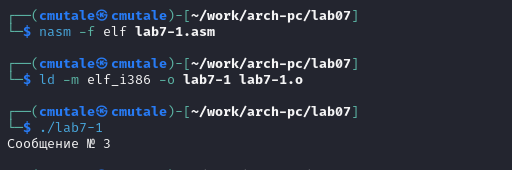 ┌──(cmutale㉿cmutale)-[~/work/arch-pc/lab07]
└─$ nasm -f elf lab7-1.asm
┌──(cmutale㉿cmutale)-[~/work/arch-pc/lab07]
└─$ ld -m elf_i386 -o lab7-1 lab7-1.o
┌──(cmutale㉿cmutale)-[~/work/arch-pc/lab07]
└─$ ./lab7-1
Сообщение № 3